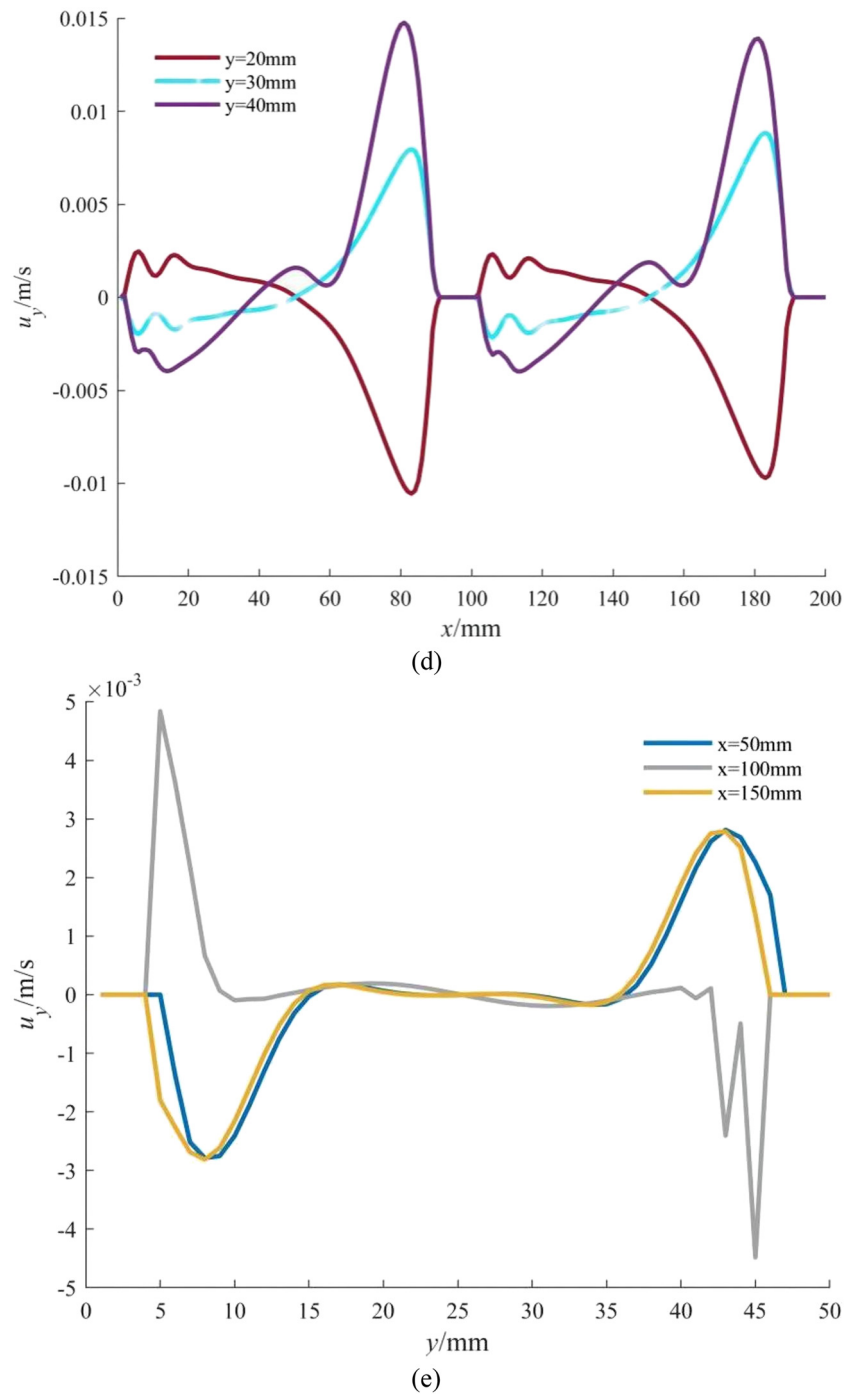 0.015
0.01
0.005
0
-0.005
-0.01
-0.015
u_y/m/s
y=20mm
y=30mm
y=40mm
0 20 40 60 80 100 120 140 160 180 200
x/mm
(d)
×10^-3
5
4
3
2
1
0
-1
-2
-3
-4
-5
u_y/m/s
x=50mm
x=100mm
x=150mm
0 5 10 15 20 25 30 35 40 45 50
y/mm
(e)